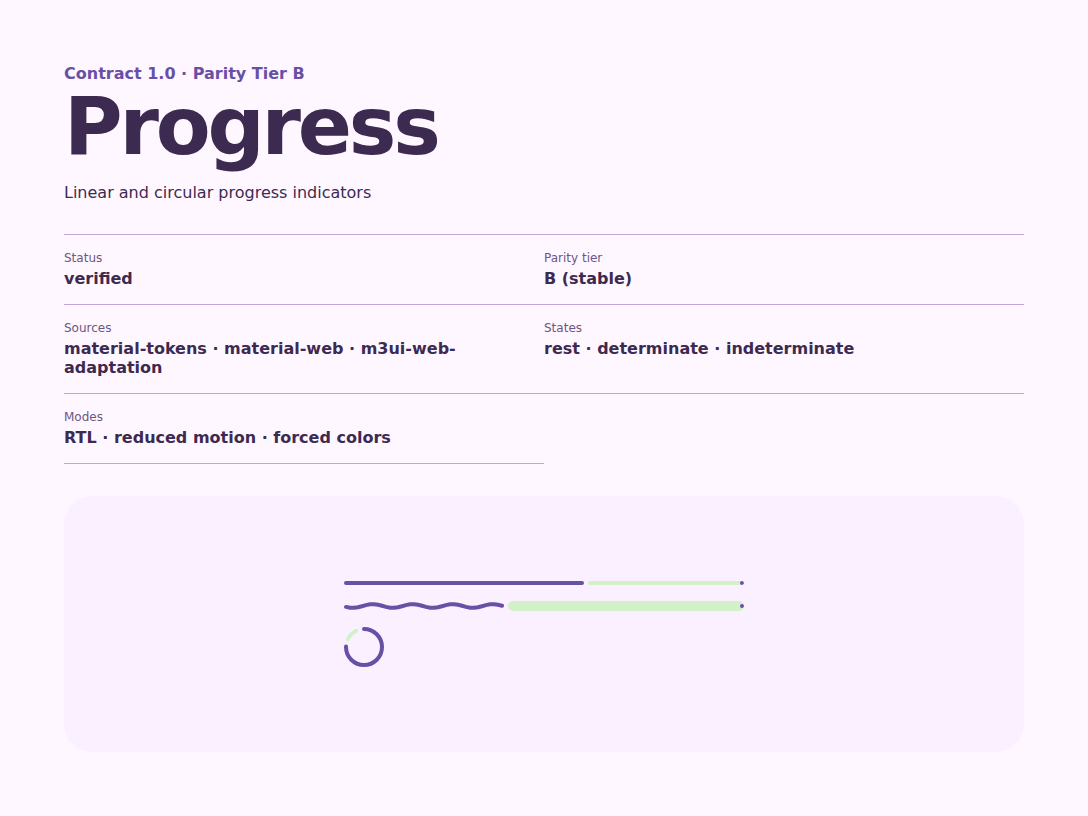 Contract 1.0 · Parity Tier B
Progress
Linear and circular progress indicators
Status
verified
Parity tier
B (stable)
Sources
material-tokens · material-web · m3ui-web-
adaptation
States
rest · determinate · indeterminate
Modes
RTL · reduced motion · forced colors